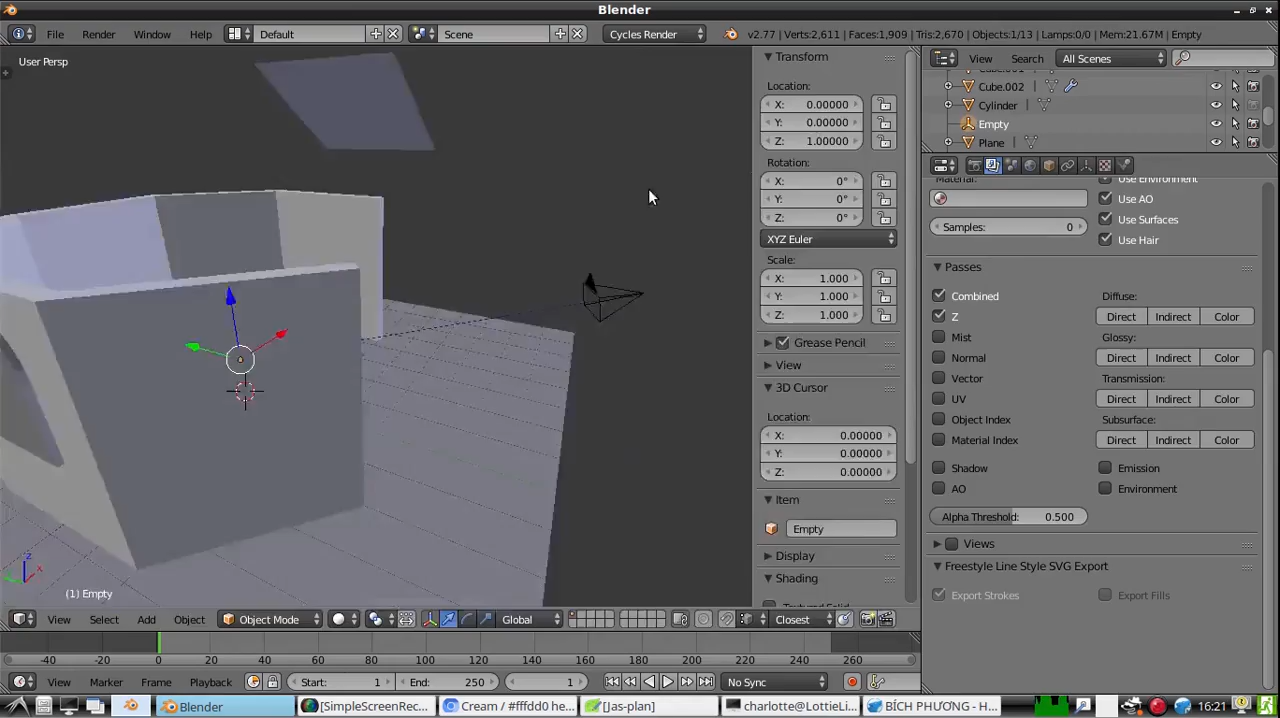 Blender
File Render Window Help Default Scene Cycles Render v2.77 | Verts:2,611 | Faces:1,909 | Tris:2,670 | Objects:1/13 | Lamps:0/0 | Mem:21.67M | Empty
User Persp
Transform
Location:
X: 0.00000
Y: 0.00000
Z: 1.00000
Rotation:
X: 0°
Y: 0°
Z: 0°
XYZ Euler
Scale:
X: 1.000
Y: 1.000
Z: 1.000
Grease Pencil
View
3D Cursor
Location:
X: 0.00000
Y: 0.00000
Z: 0.00000
Item
Empty
Display
Shading
View Search All Scenes
Cube.002
Cylinder
Empty
Plane
Material: Use Environment
Use AO
Use Surfaces
Samples: 0 Use Hair
Passes
Combined Diffuse:
Z Direct Indirect Color
Mist Glossy:
Normal Direct Indirect Color
Vector Transmission:
UV Direct Indirect Color
Object Index Subsurface:
Material Index Direct Indirect Color
Shadow Emission
AO Environment
Alpha Threshold: 0.500
Views
Freestyle Line Style SVG Export
Export Strokes Export Fills
z
x
(1) Empty
View Select Add Object Object Mode Global Closest
-40 -20 0 20 40 60 80 100 120 140 160 180 200 220 240 260
View Marker Frame Playback Start: 1 End: 250 1 No Sync
Blender [SimpleScreenRec... Cream / #fffdd0 he... [Jas-plan] charlotte@LottieLi... BÍCH PHƯƠNG - H... 16:21